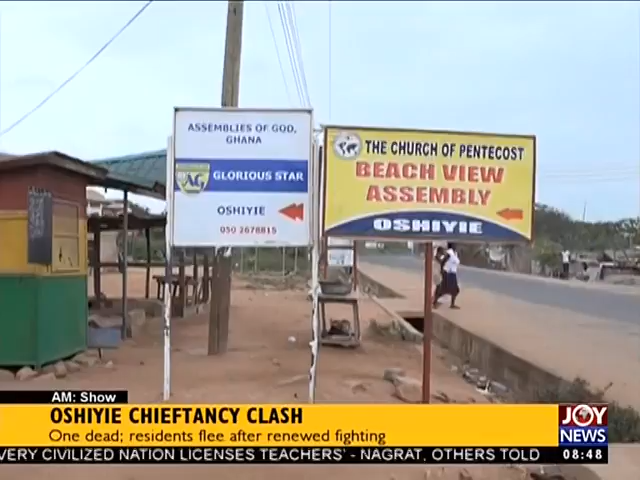 ASSEMBLIES OF GOD,
GHANA
AG
GLORIOUS STAR
OSHIYIE
050 2678815
THE CHURCH OF PENTECOST
BEACH VIEW
ASSEMBLY
OSHIYIE
AM: Show
OSHIYIE CHIEFTANCY CLASH
One dead; residents flee after renewed fighting
JOY
NEWS
VERY CIVILIZED NATION LICENSES TEACHERS' - NAGRAT, OTHERS TOLD
08:48